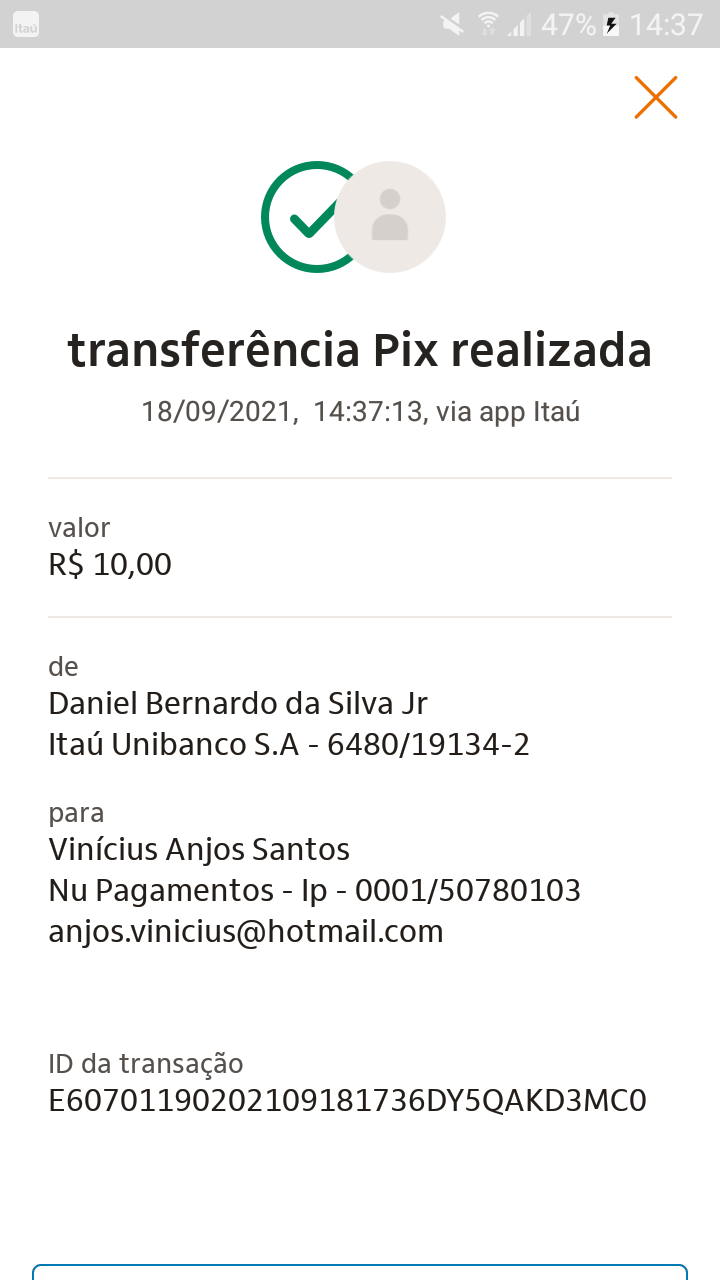 Itaú 47% 14:37
transferência Pix realizada
18/09/2021, 14:37:13, via app Itaú
valor
R$ 10,00
de
Daniel Bernardo da Silva Jr
Itaú Unibanco S.A - 6480/19134-2
para
Vinícius Anjos Santos
Nu Pagamentos - Ip - 0001/50780103
anjos.vinicius@hotmail.com
ID da transação
E60701190202109181736DY5QAKD3MC0